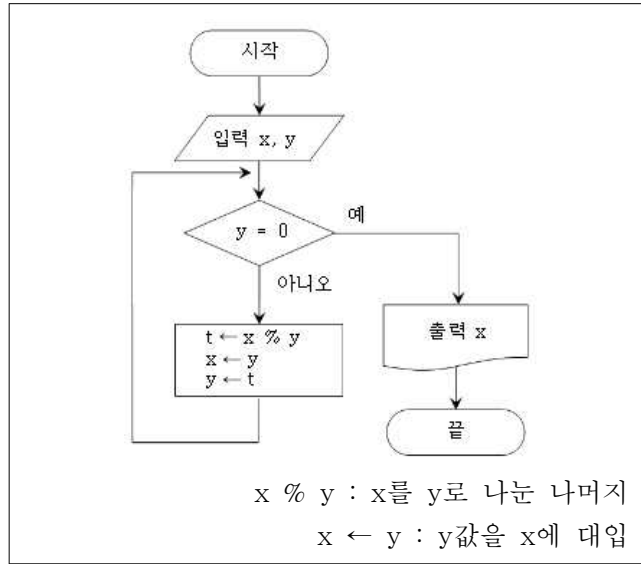 시작
입력 x, y
y = 0
예
아니오
t ← x % y
x ← y
y ← t
출력 x
끝
x % y : x를 y로 나눈 나머지
x ← y : y값을 x에 대입